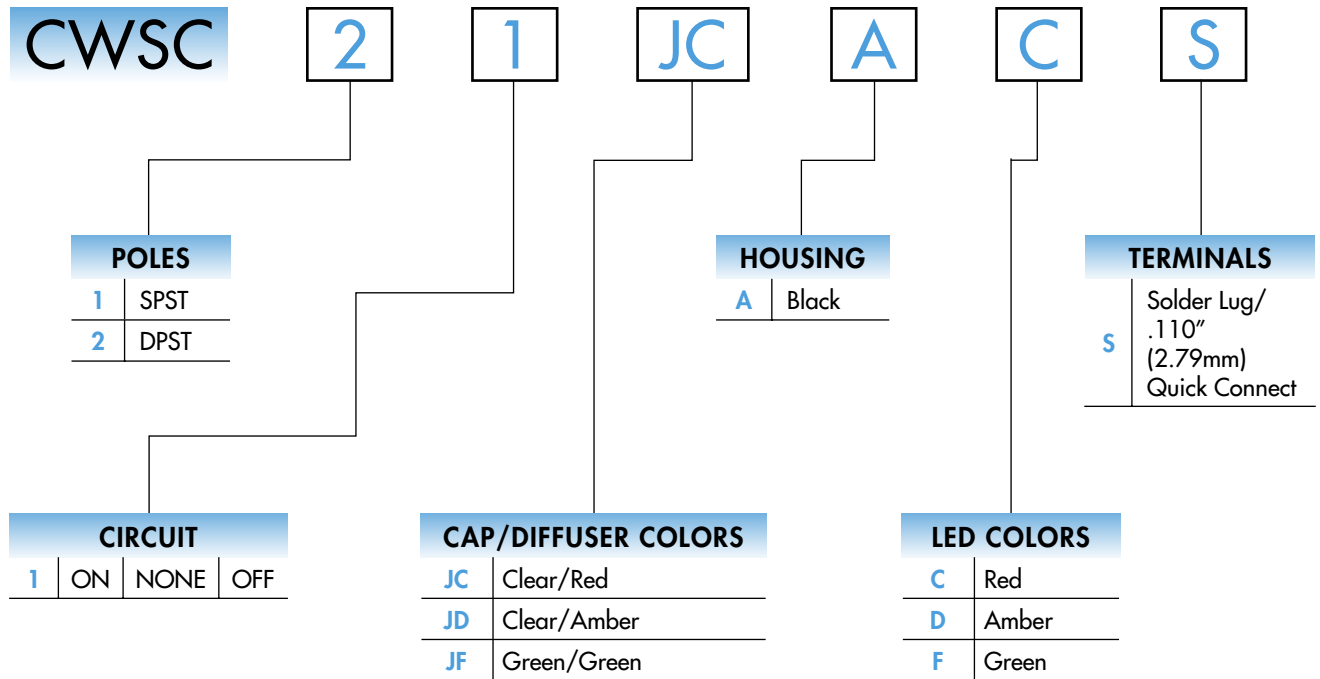 CWSC 2 1 JC A C S
POLES
1 SPST
2 DPST
HOUSING
A Black
TERMINALS
S Solder Lug/
.110″
(2.79mm)
Quick Connect
CIRCUIT
1 ON NONE OFF
CAP/DIFFUSER COLORS
JC Clear/Red
JD Clear/Amber
JF Green/Green
LED COLORS
C Red
D Amber
F Green